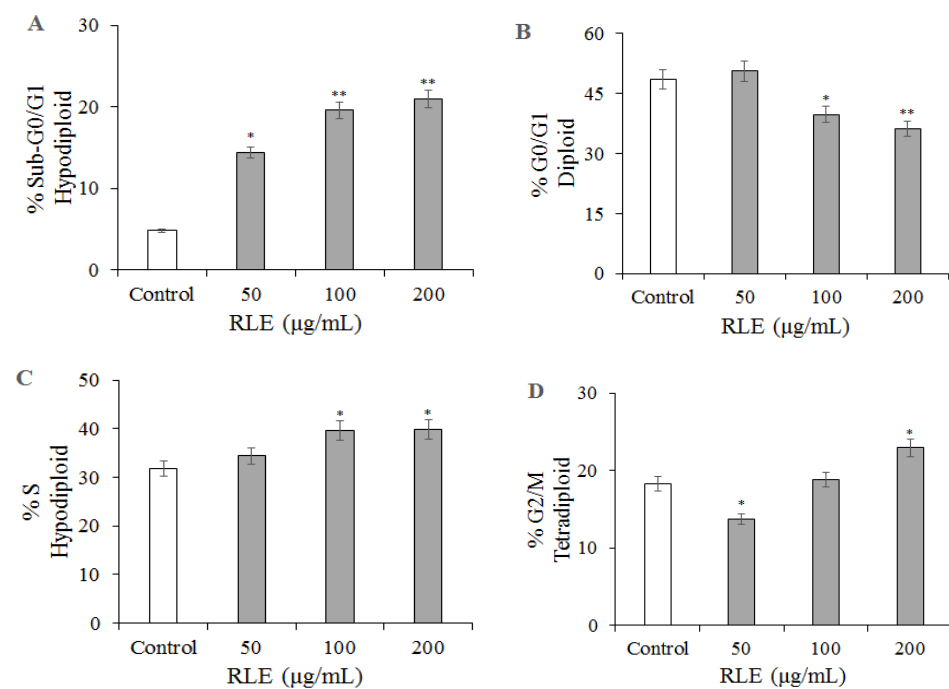 A
% Sub-G0/G1
Hypodiploid
30
20
10
0
*
**
**
Control 50 100 200
RLE (µg/mL)
B
% G0/G1
Diploid
60
45
30
15
0
*
**
Control 50 100 200
RLE (µg/mL)
C
% S
Hypodiploid
50
40
30
20
10
0
*
*
Control 50 100 200
RLE (µg/mL)
D
% G2/M
Tetradiploid
30
20
10
0
*
*
Control 50 100 200
RLE (µg/mL)